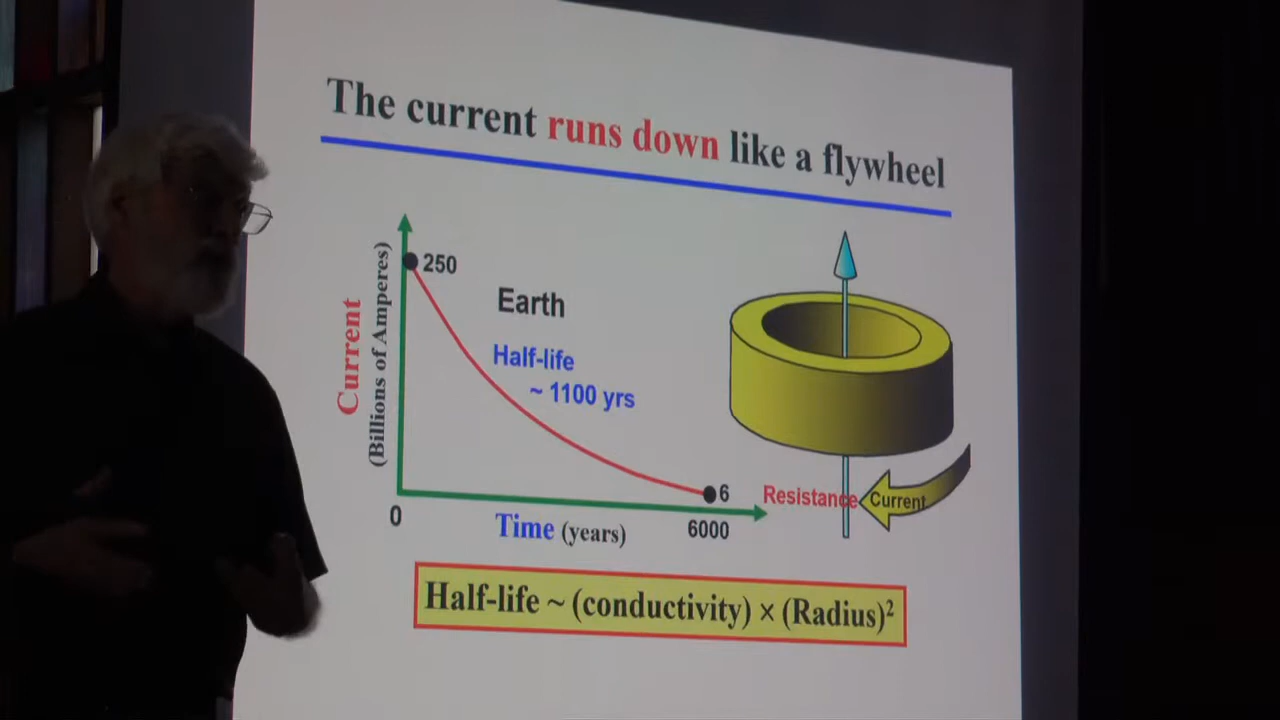 The current runs down like a flywheel
Current
(Billions of Amperes)
250
Earth
Half-life
~ 1100 yrs
6
0
Time (years)
6000
Resistance
Current
Half-life ~ (conductivity) × (Radius)²